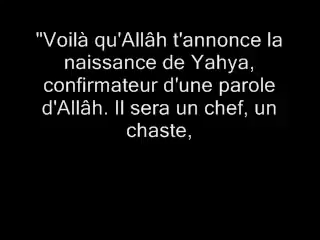 "Voilà qu'Allâh t'annonce la
naissance de Yahya,
confirmateur d'une parole
d'Allâh. Il sera un chef, un
chaste,